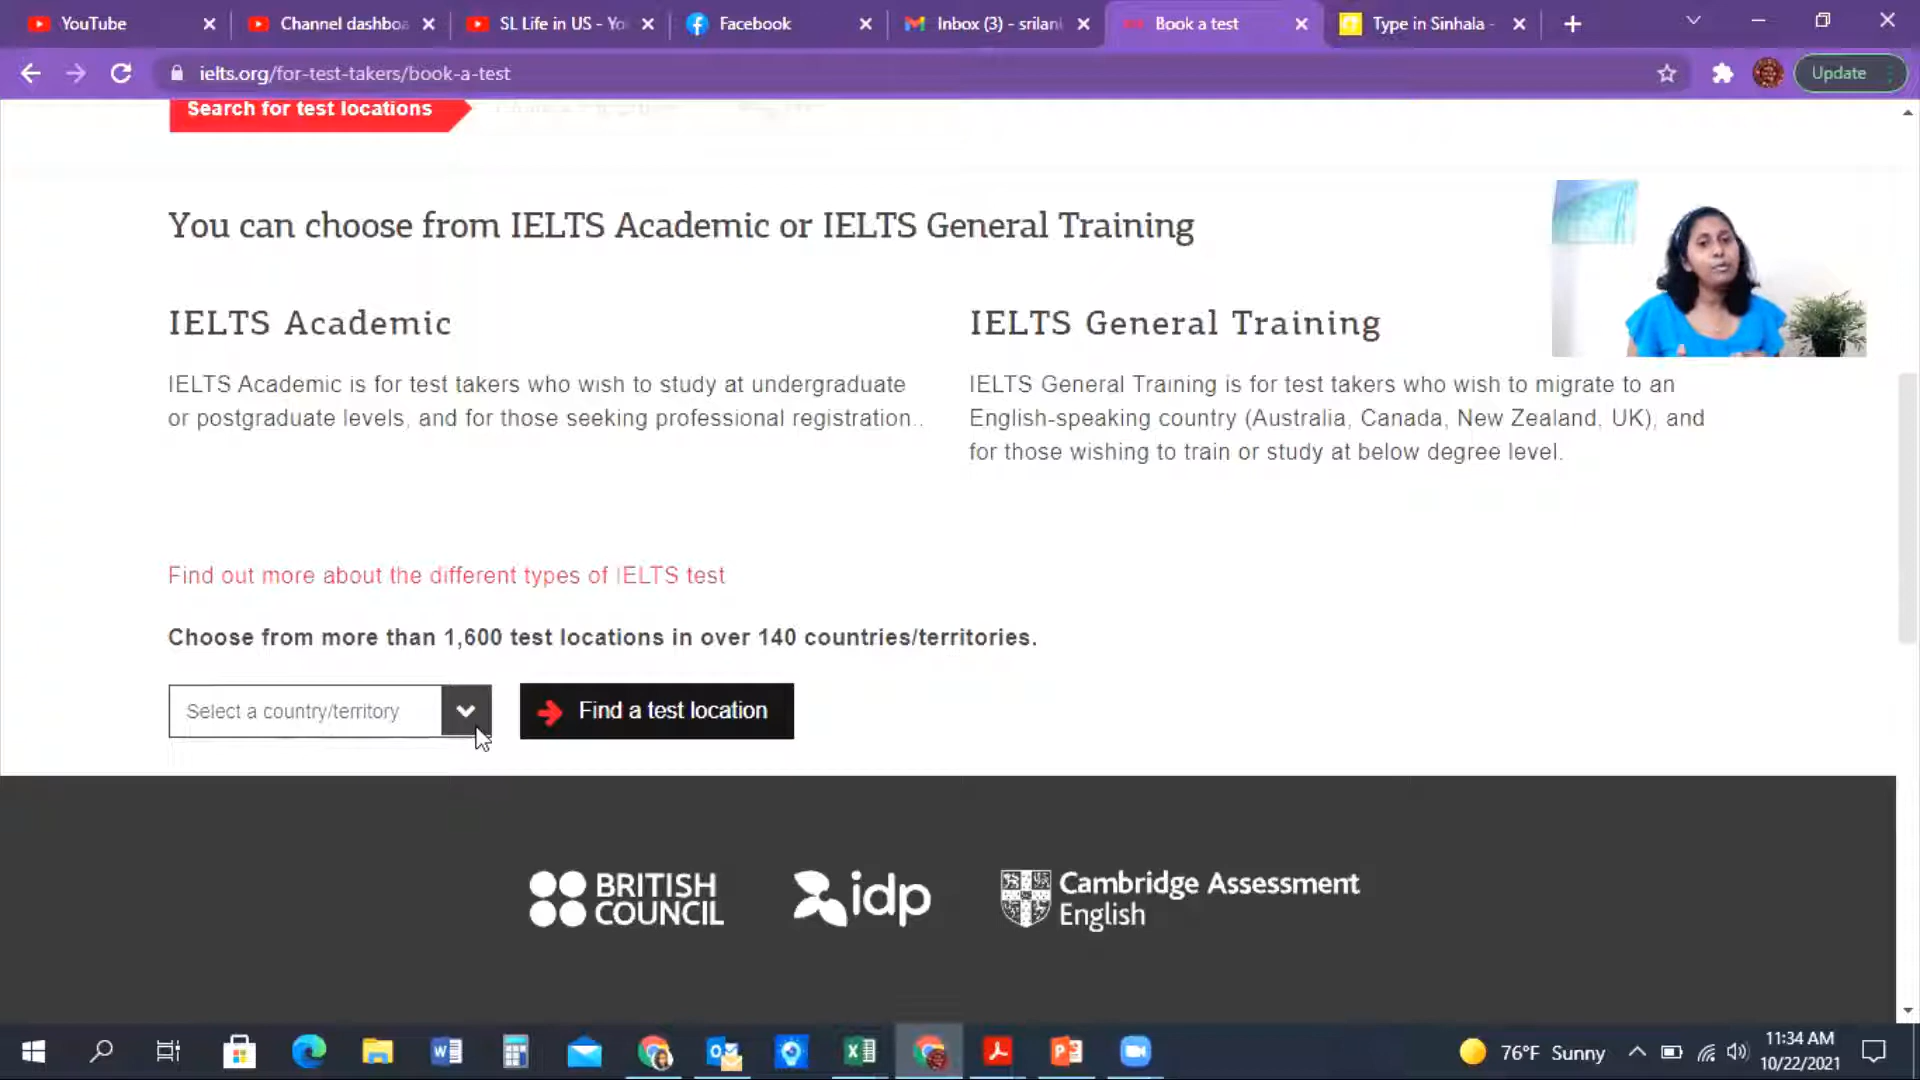 YouTube
Channel dashboa
SL Life in US - Yo
Facebook
Inbox (3) - srilan
Book a test
Type in Sinhala -
ielts.org/for-test-takers/book-a-test
Update
Search for test locations
You can choose from IELTS Academic or IELTS General Training
IELTS Academic
IELTS Academic is for test takers who wish to study at undergraduate
or postgraduate levels, and for those seeking professional registration..
IELTS General Training
IELTS General Training is for test takers who wish to migrate to an
English-speaking country (Australia, Canada, New Zealand, UK), and
for those wishing to train or study at below degree level.
Find out more about the different types of IELTS test
Choose from more than 1,600 test locations in over 140 countries/territories.
Select a country/territory
Find a test location
BRITISH
COUNCIL
idp
Cambridge Assessment
English
76°F Sunny
11:34 AM
10/22/2021